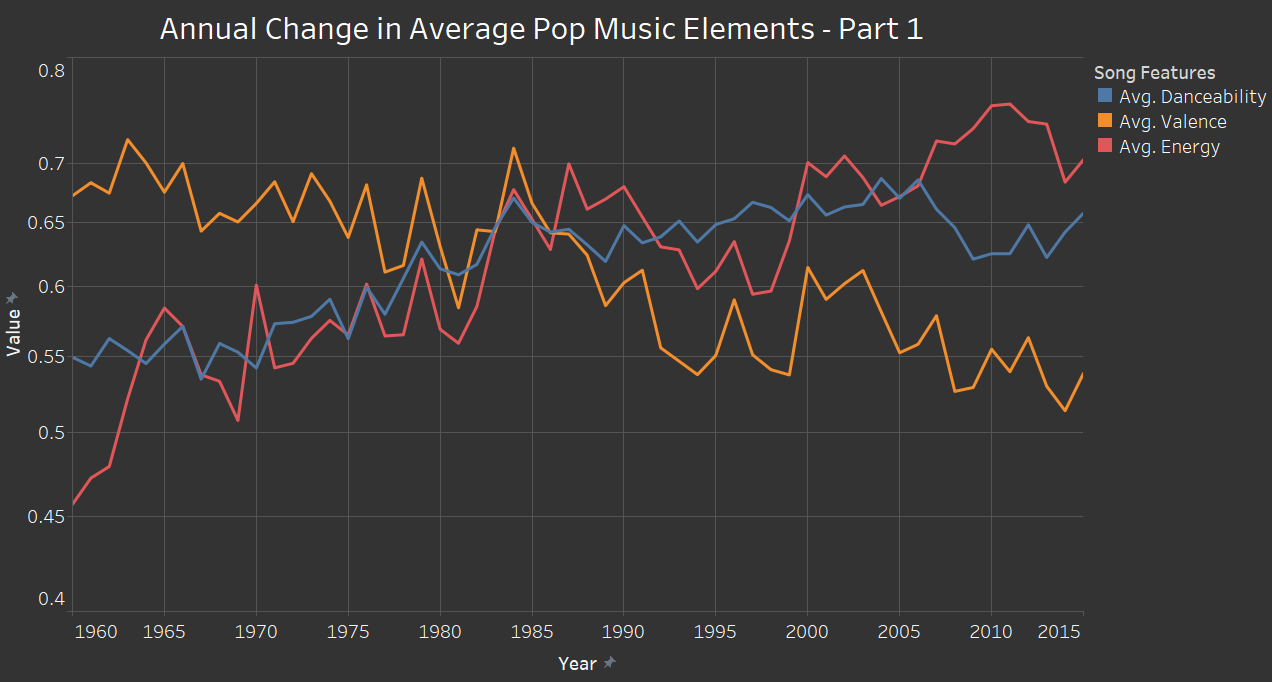 Annual Change in Average Pop Music Elements - Part 1
Song Features
Avg. Danceability
Avg. Valence
Avg. Energy
Value
0.8
0.7
0.65
0.6
0.55
0.5
0.45
0.4
1960 1965 1970 1975 1980 1985 1990 1995 2000 2005 2010 2015
Year